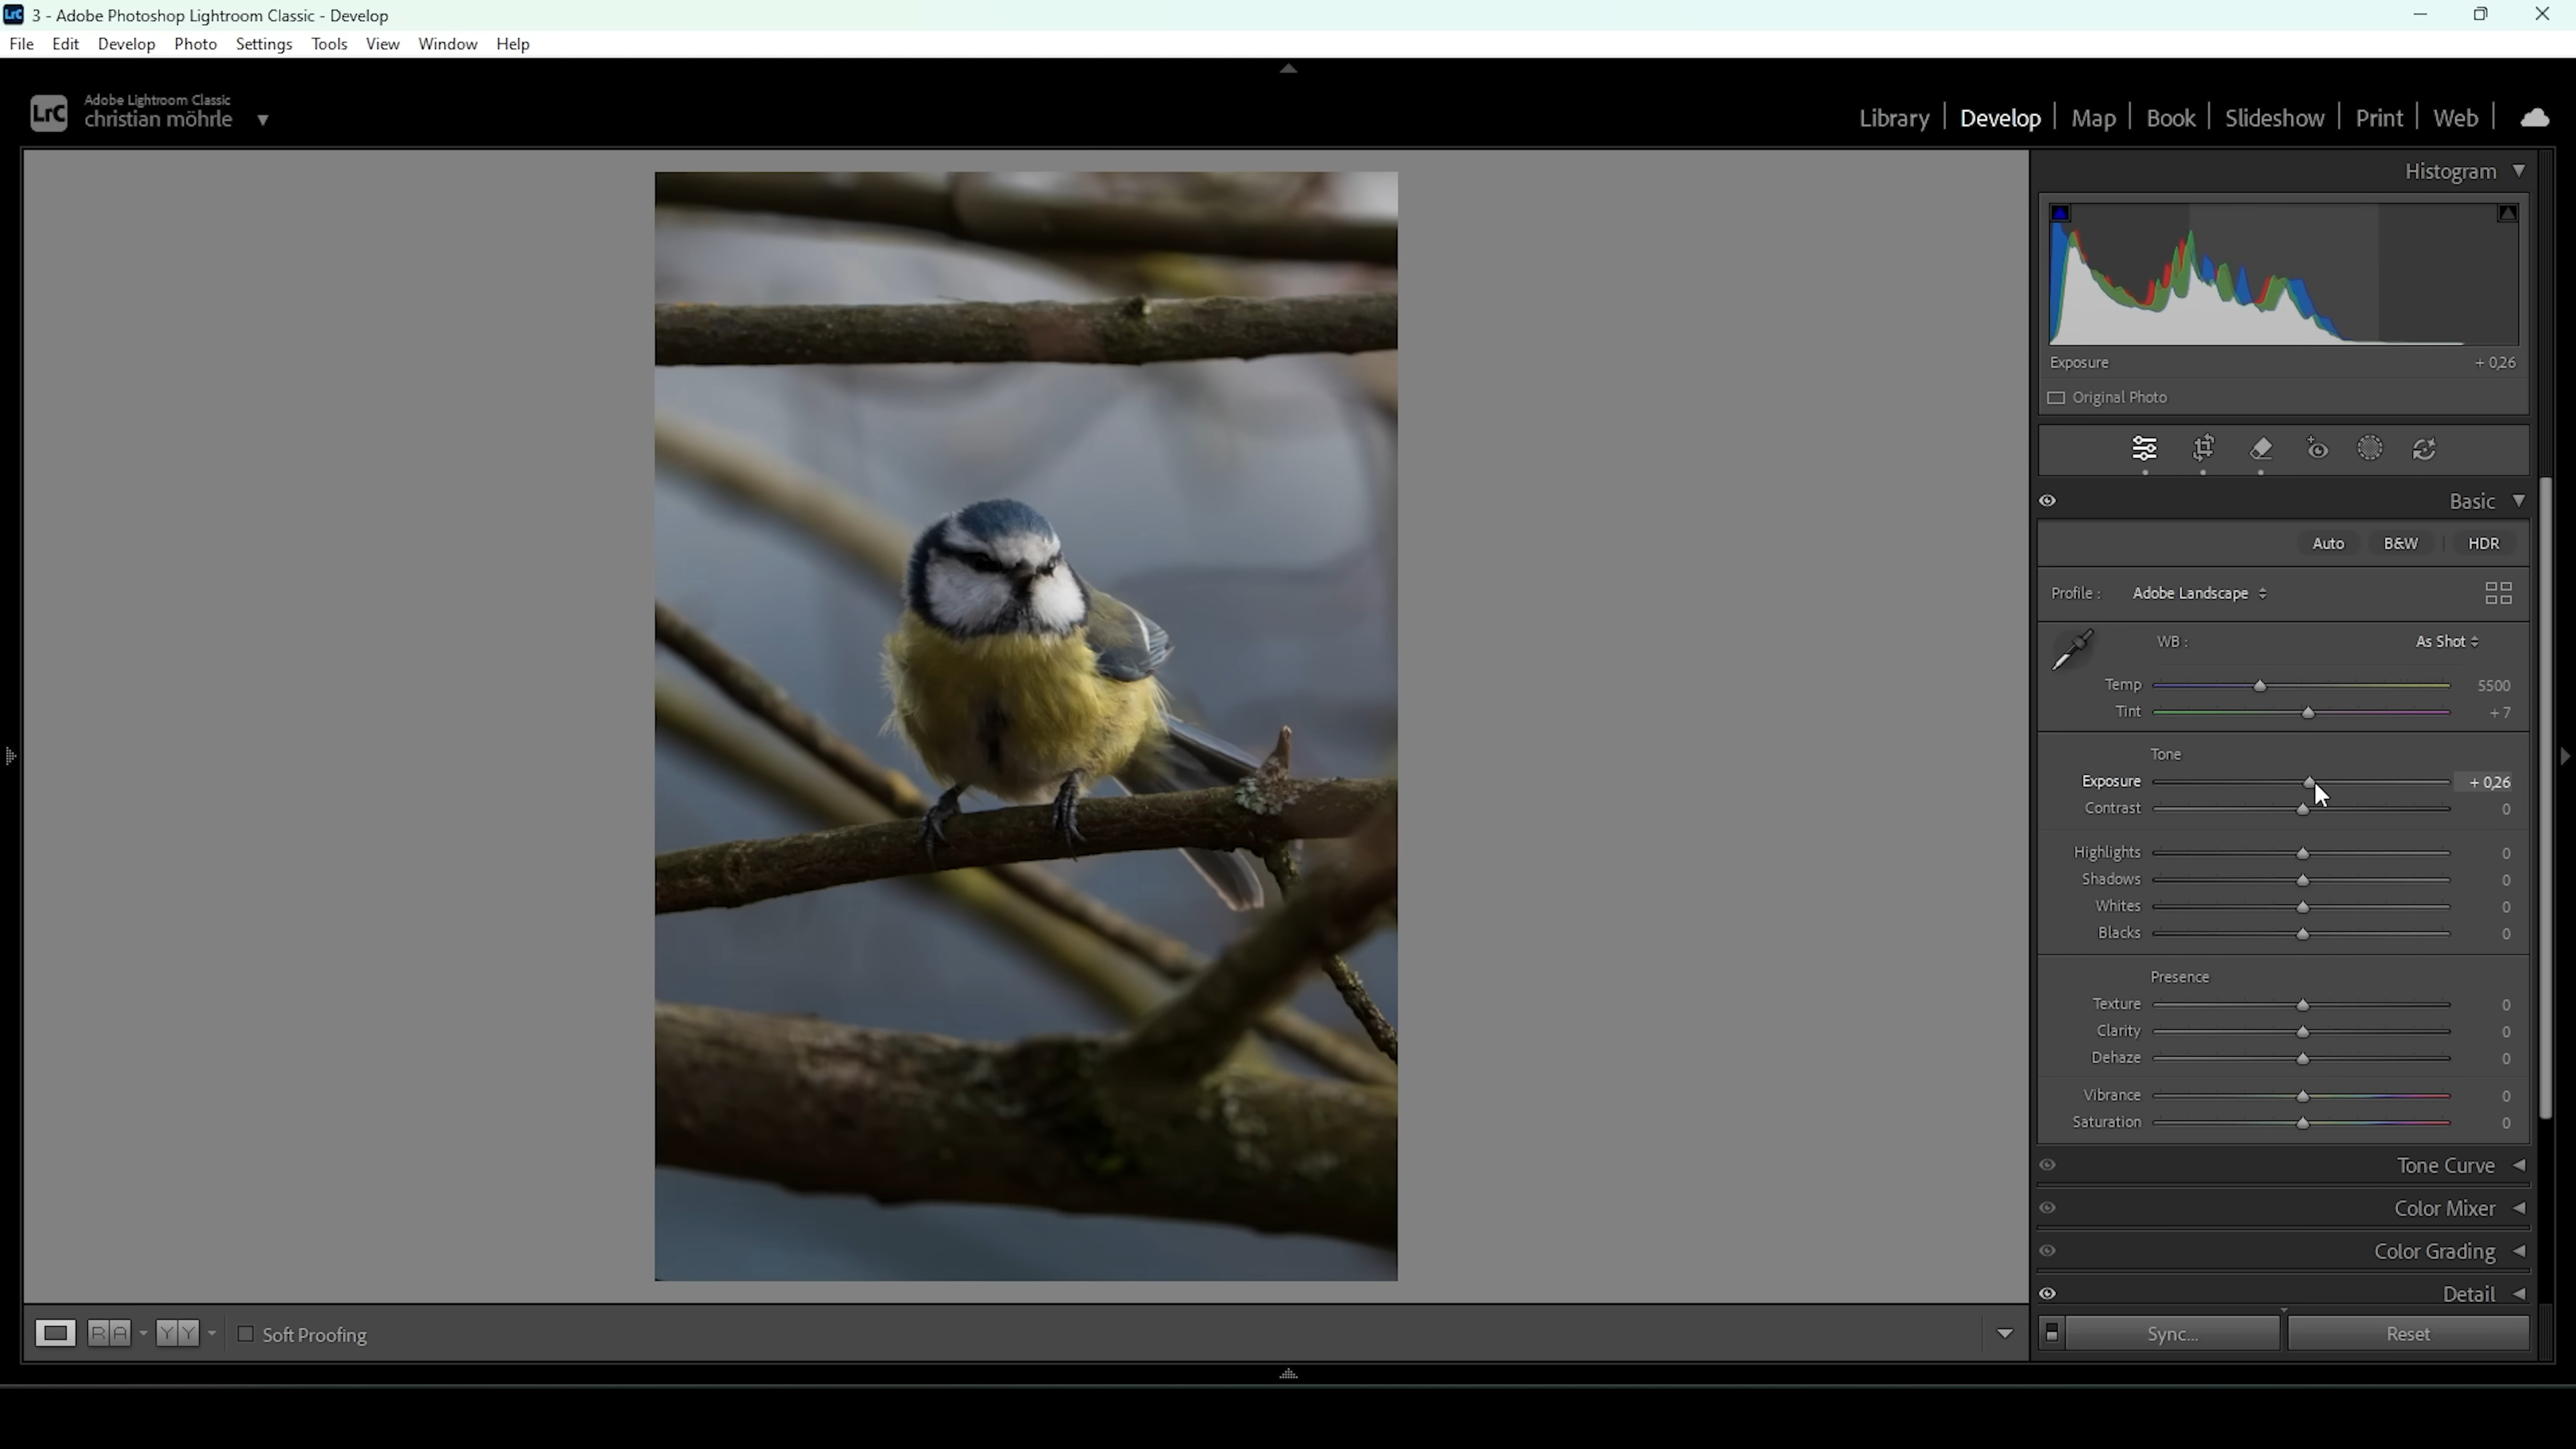 LrC 3 - Adobe Photoshop Lightroom Classic - Develop
File Edit Develop Photo Settings Tools View Window Help
LrC Adobe Lightroom Classic
christian möhrle
Library | Develop | Map | Book | Slideshow | Print | Web |
Histogram
Exposure + 0,26
Original Photo
Basic
Auto B&W HDR
Profile : Adobe Landscape
WB : As Shot
Temp 5500
Tint + 7
Tone
Exposure + 0,26
Contrast 0
Highlights 0
Shadows 0
Whites 0
Blacks 0
Presence
Texture 0
Clarity 0
Dehaze 0
Vibrance 0
Saturation 0
Tone Curve
Color Mixer
Color Grading
Detail
R A Y Y Soft Proofing
Sync... Reset